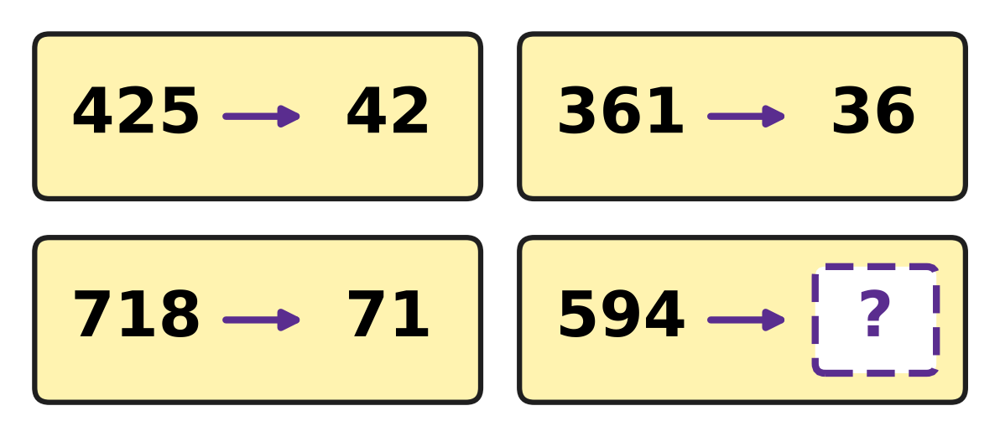 425 → 42
361 → 36
718 → 71
594 → ?